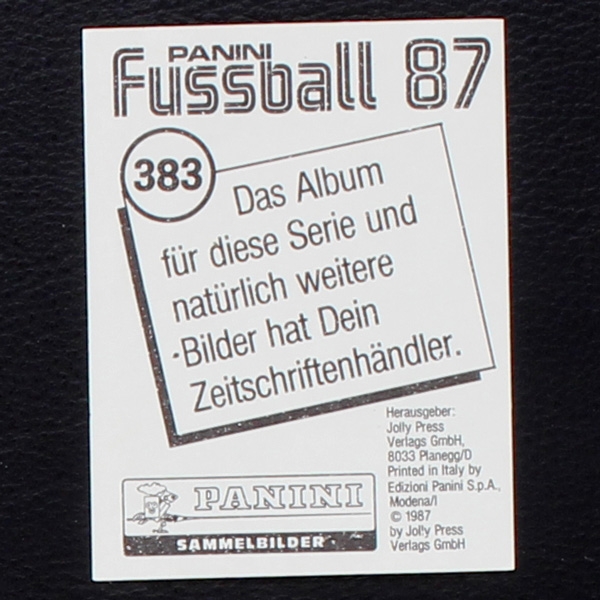 PANINI
Fussball 87
383
Das Album
für diese Serie und
natürlich weitere
-Bilder hat Dein
Zeitschriftenhändler.
Herausgeber:
Jolly Press
Verlags GmbH,
8033 Planegg/D
Printed in Italy by
Edizioni Panini S.p.A.,
Modena/I
© 1987
by Jolly Press
Verlags GmbH
PANINI
SAMMELBILDER